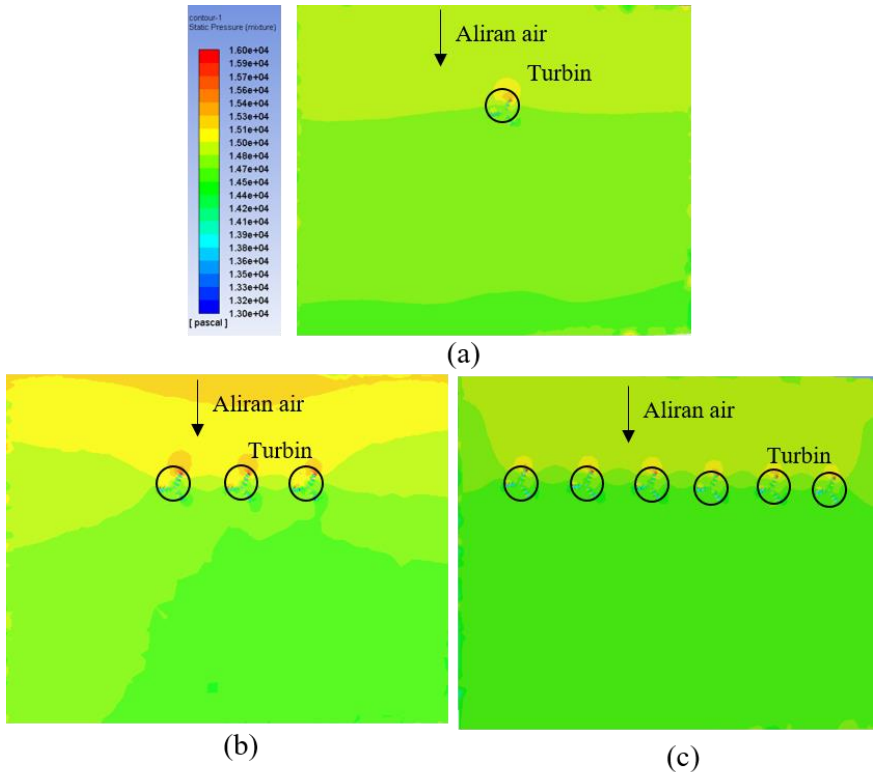 contour-1
Static Pressure (mixture)
1.60e+04
1.59e+04
1.57e+04
1.56e+04
1.54e+04
1.53e+04
1.51e+04
1.50e+04
1.48e+04
1.47e+04
1.45e+04
1.44e+04
1.42e+04
1.41e+04
1.39e+04
1.38e+04
1.36e+04
1.35e+04
1.33e+04
1.32e+04
1.30e+04
[ pascal ]
Aliran air
Turbin
(a)
Aliran air
Turbin
(b)
Aliran air
Turbin
(c)